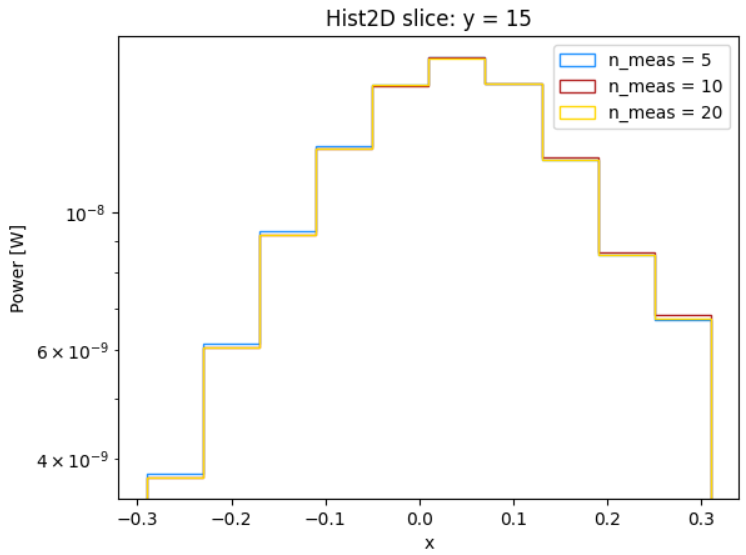 Hist2D slice: y = 15
n_meas = 5
n_meas = 10
n_meas = 20
Power [W]
10⁻⁸
6 × 10⁻⁹
4 × 10⁻⁹
−0.3 −0.2 −0.1 0.0 0.1 0.2 0.3
x